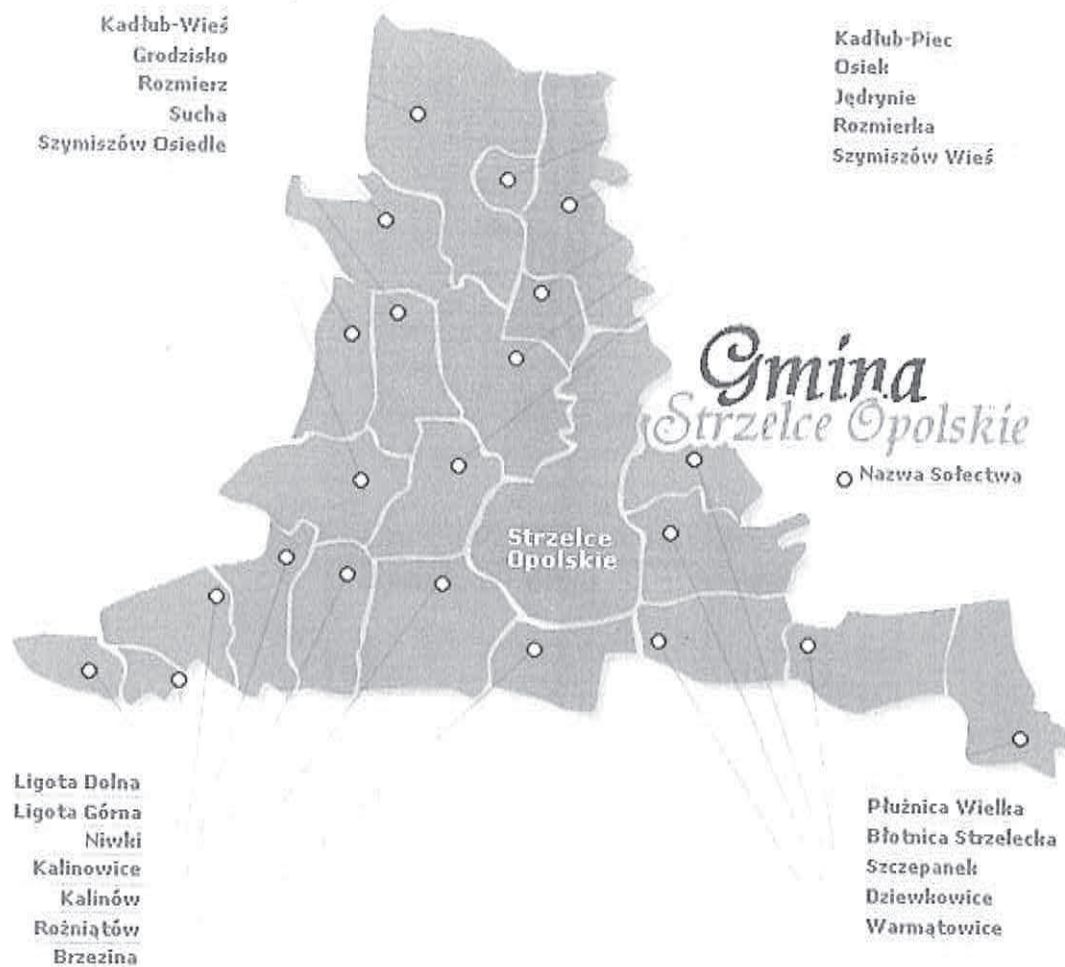 Kadłub-Wieś
Grodzisko
Rozmierz
Sucha
Szymiszów Osiedle
Kadłub-Piec
Osiek
Jędrynie
Rozmierka
Szymiszów Wieś
Gmina
Strzelce Opolskie
Nazwa Sołectwa
Strzelce
Opolskie
Ligota Dolna
Ligota Górna
Niwki
Kalinowice
Kalinów
Rożniątów
Brzezina
Płużnica Wielka
Błotnica Strzelecka
Szczepanek
Dziewkowice
Warmątowice